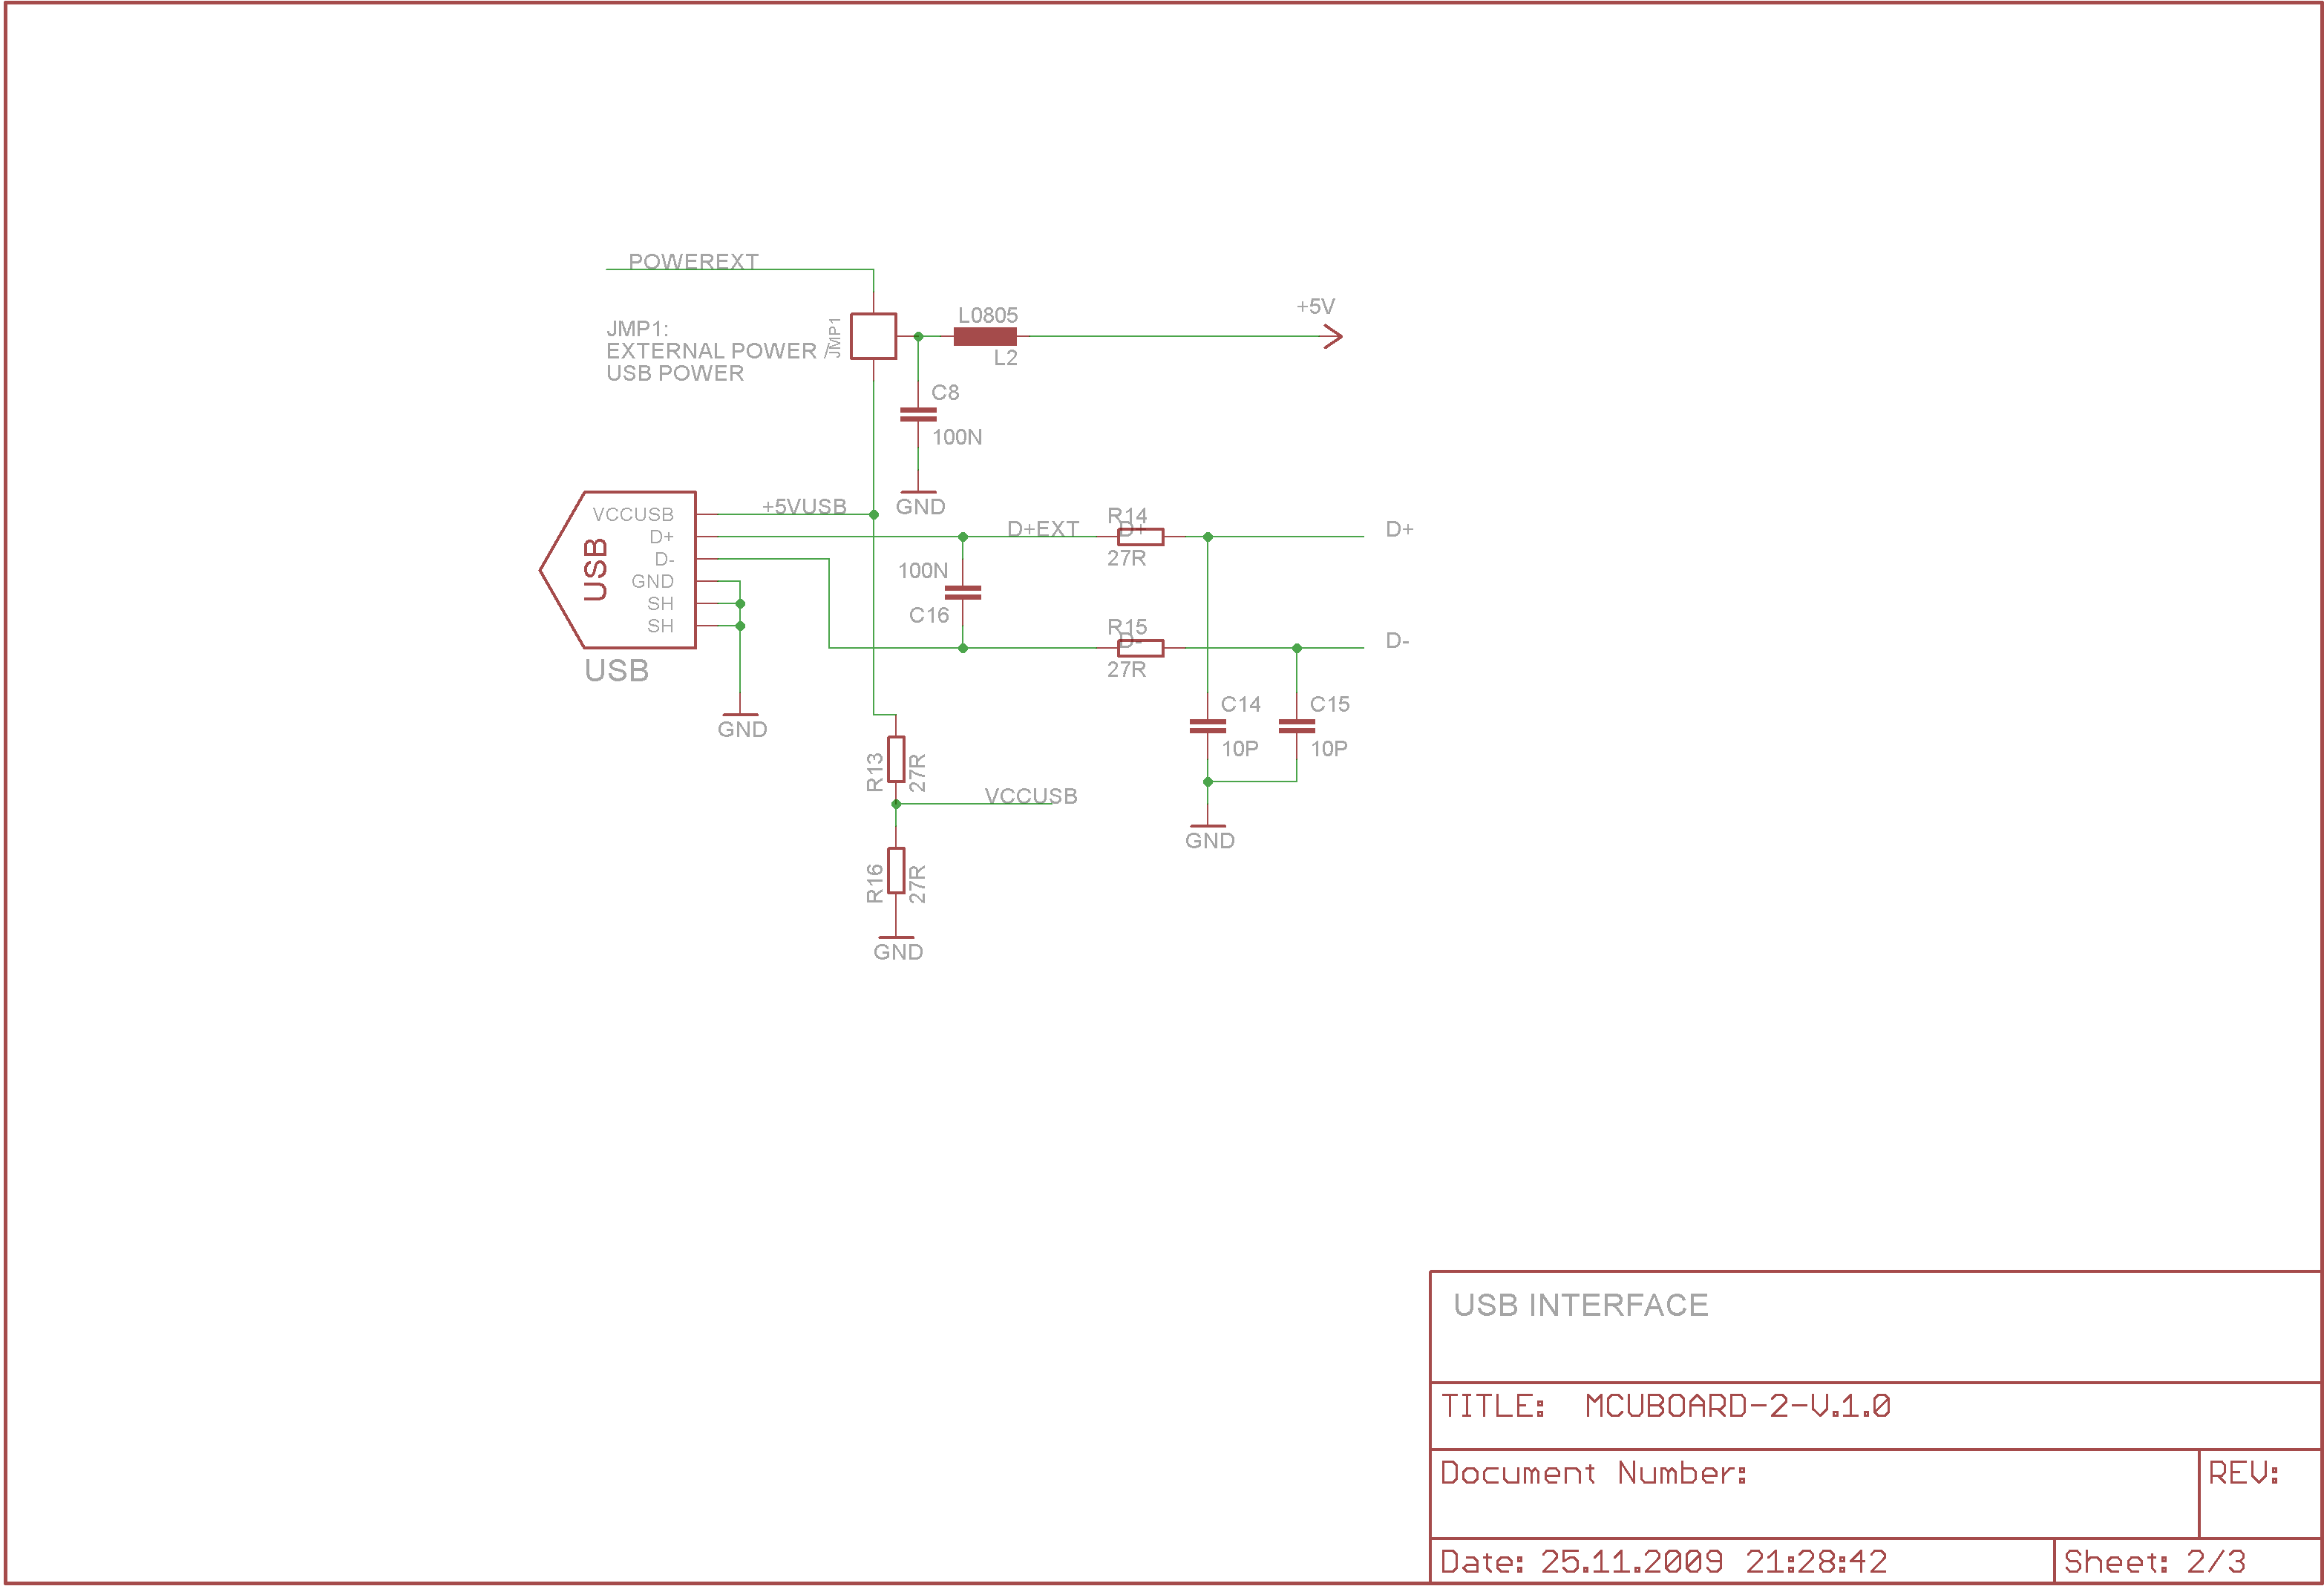 POWEREXT
JMP1:
EXTERNAL POWER /
USB POWER
JMP1
L0805
L2
+5V
C8
100N
GND
VCCUSB
D+
D-
GND
SH
SH
USB
USB
+5VUSB
GND
D+EXT
R14
D+
27R
D+
100N
C16
R15
D-
27R
D-
C14
10P
C15
10P
GND
R13
27R
VCCUSB
R16
27R
GND
USB INTERFACE
TITLE: MCUBOARD-2-V.1.0
Document Number:
REV:
Date: 25.11.2009 21:28:42
Sheet: 2/3